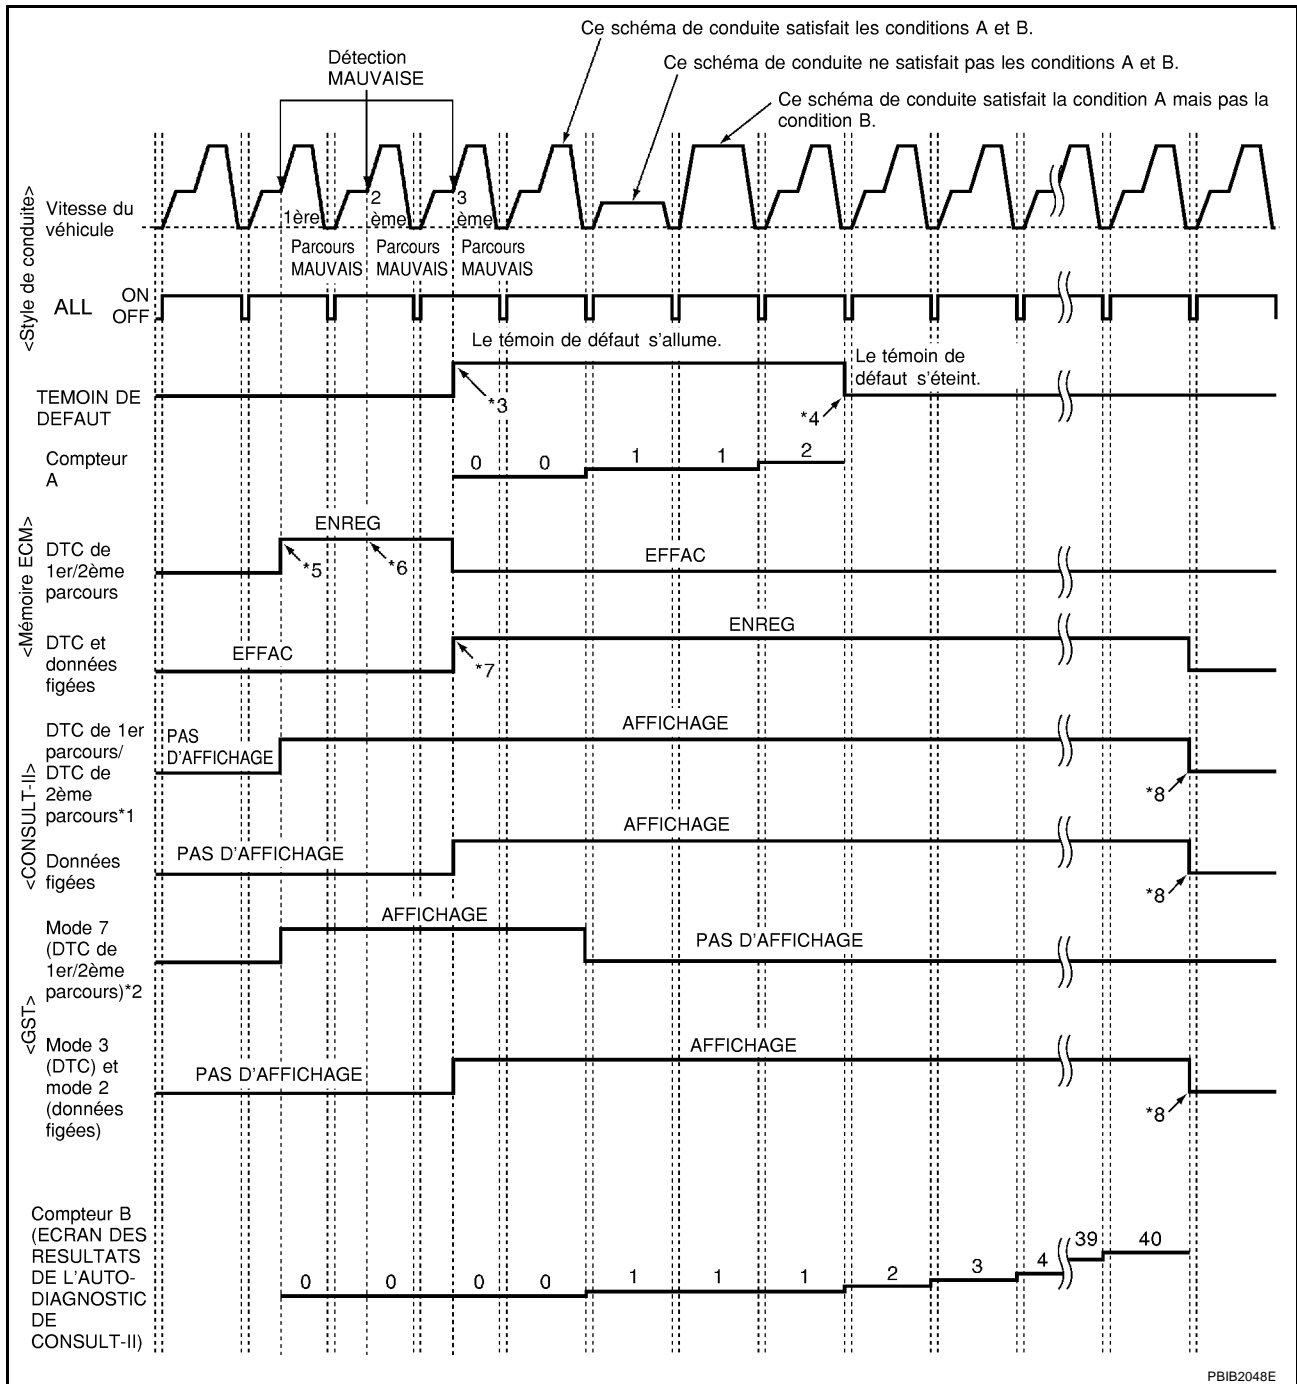 Ce schéma de conduite satisfait les conditions A et B.
Détection
MAUVAISE
Ce schéma de conduite ne satisfait pas les conditions A et B.
Ce schéma de conduite satisfait la condition A mais pas la
condition B.
<Style de conduite>
Vitesse du
véhicule
1ère
2
ème
3
ème
Parcours
MAUVAIS
Parcours
MAUVAIS
Parcours
MAUVAIS
ALL
ON
OFF
Le témoin de défaut s'allume.
Le témoin de
défaut s'éteint.
TEMOIN DE
DEFAUT
*3
*4
Compteur
A
0
0
1
1
2
<Mémoire ECM>
DTC de
1er/2ème
parcours
ENREG
*5
*6
EFFAC
DTC et
données
figées
EFFAC
*7
ENREG
<CONSULT-II>
DTC de 1er
parcours/
DTC de
2ème
parcours*1
PAS
D'AFFICHAGE
AFFICHAGE
*8
Données
figées
PAS D'AFFICHAGE
AFFICHAGE
*8
<GST>
Mode 7
(DTC de
1er/2ème
parcours)*2
AFFICHAGE
PAS D'AFFICHAGE
Mode 3
(DTC) et
mode 2
(données
figées)
PAS D'AFFICHAGE
AFFICHAGE
*8
Compteur B
(ECRAN DES
RESULTATS
DE L'AUTO-
DIAGNOSTIC
DE
CONSULT-II)
0
0
0
0
1
1
1
2
3
4
39
40
PBIB2048E